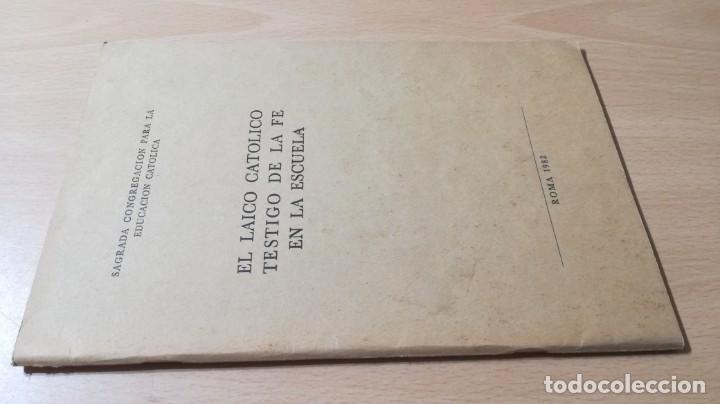 SAGRADA CONGREGACION PARA LA
EDUCACION CATOLICA
EL LAICO CATOLICO
TESTIGO DE LA FE
EN LA ESCUELA
ROMA 1982
todocoleccion